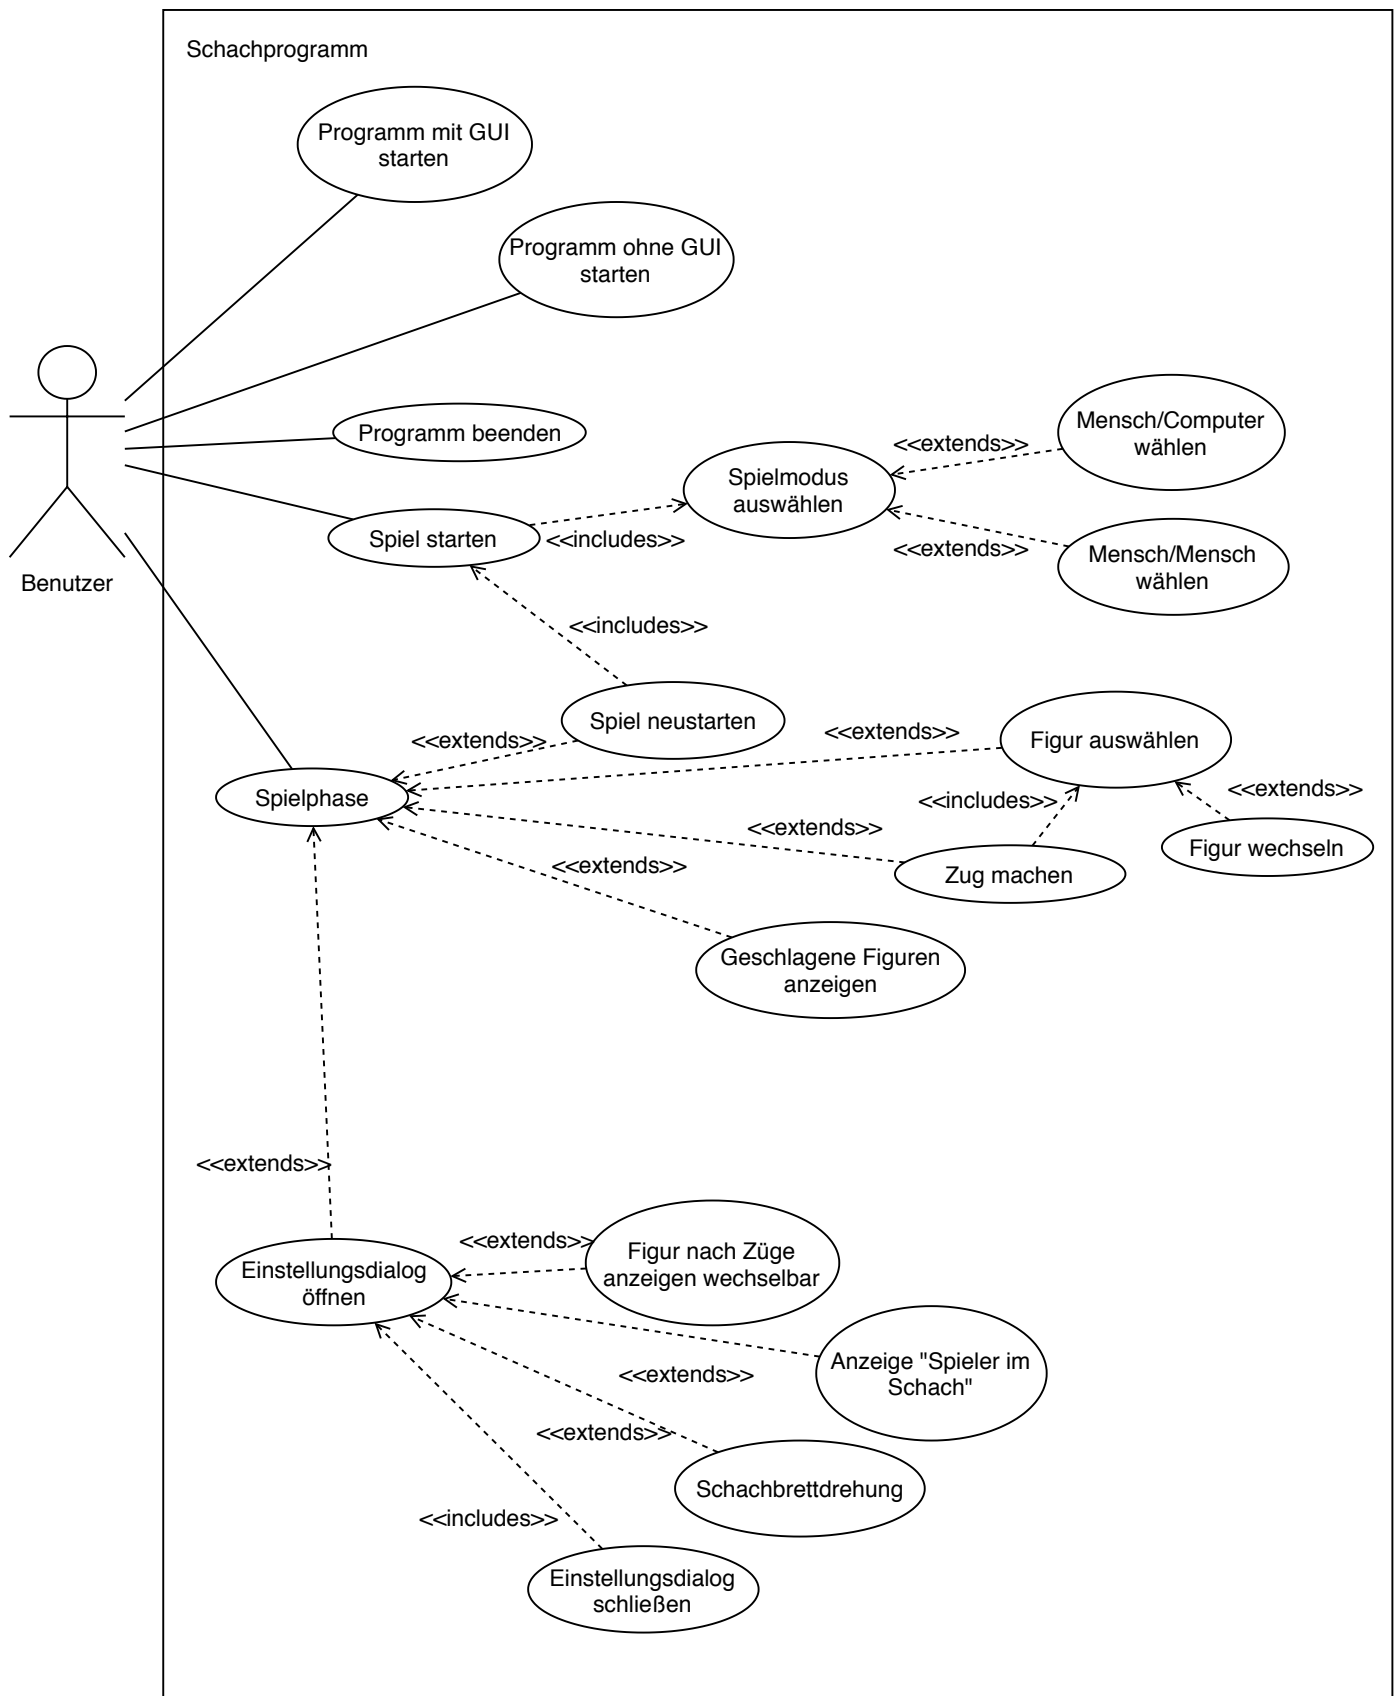 Schachprogramm
Programm mit GUI
starten
Programm ohne GUI
starten
Benutzer
Programm beenden
Mensch/Computer
wählen
<<extends>>
Spielmodus
auswählen
Spiel starten
<<includes>>
<<extends>>
Mensch/Mensch
wählen
<<includes>>
Spiel neustarten
<<extends>>
<<extends>>
Figur auswählen
Spielphase
<<includes>>
<<extends>>
<<extends>>
Figur wechseln
<<extends>>
Zug machen
Geschlagene Figuren
anzeigen
<<extends>>
<<extends>>
Figur nach Züge
anzeigen wechselbar
Einstellungsdialog
öffnen
Anzeige "Spieler im
Schach"
<<extends>>
<<extends>>
Schachbrettdrehung
<<includes>>
Einstellungsdialog
schließen